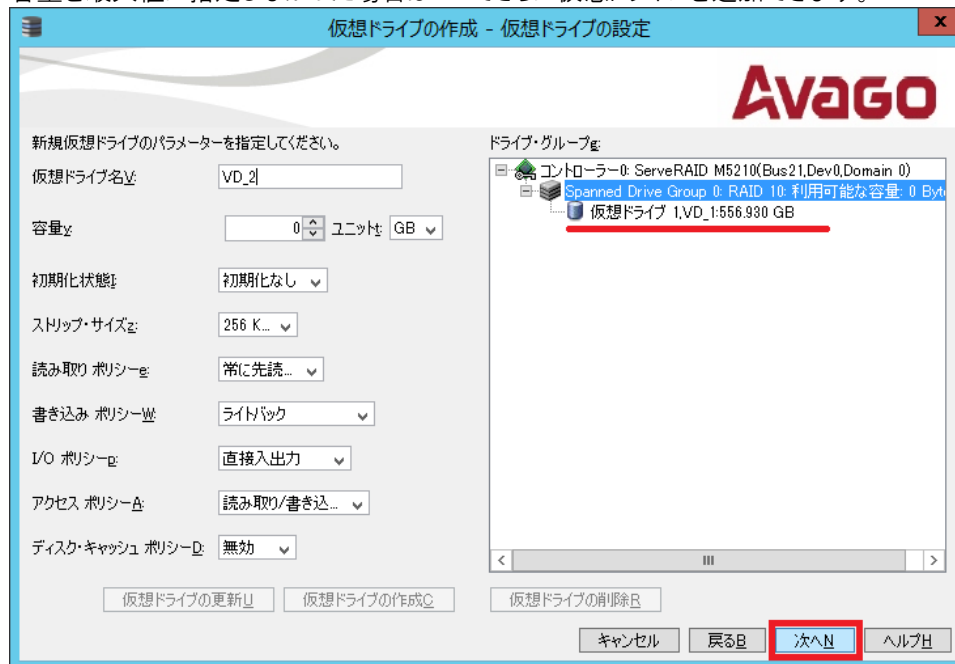 仮想ドライブの作成 - 仮想ドライブの設定
x
Avago
新規仮想ドライブのパラメーターを指定してください。
ドライブ・グループg:
仮想ドライブ名V:
VD_2
コントローラー0: ServeRAID M5210(Bus21,Dev0,Domain 0)
Spanned Drive Group 0: RAID 10: 利用可能な容量: 0 Byt
仮想ドライブ 1,VD_1:556.930 GB
容量y:
0
ユニットt:
GB
初期化状態I:
初期化なし
ストリップ・サイズz:
256 K...
読み取り ポリシーe:
常に先読...
書き込み ポリシーW:
ライトバック
I/O ポリシーp:
直接入出力
アクセス ポリシーA:
読み取り/書き込...
ディスク・キャッシュ ポリシーD:
無効
仮想ドライブの更新U
仮想ドライブの作成C
仮想ドライブの削除R
キャンセル
戻るB
次へN
ヘルプH